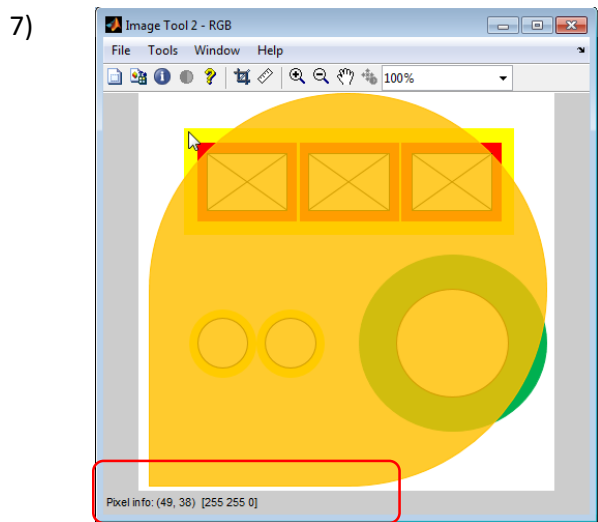 7)
Image Tool 2 - RGB
File Tools Window Help
100%
Pixel info: (49, 38) [255 255 0]